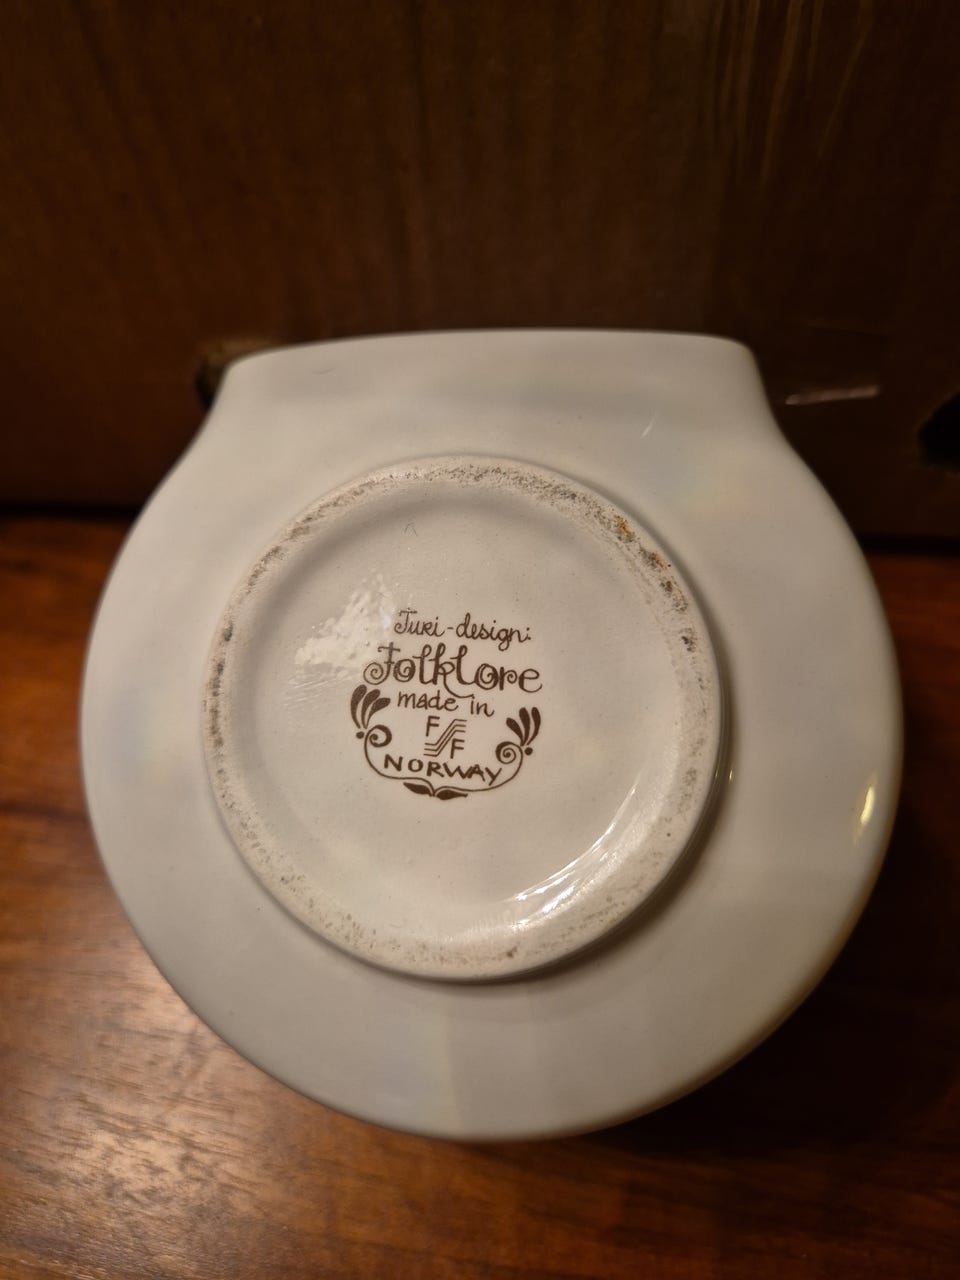 Turi-design:
Folklore
made in
F
F
NORWAY